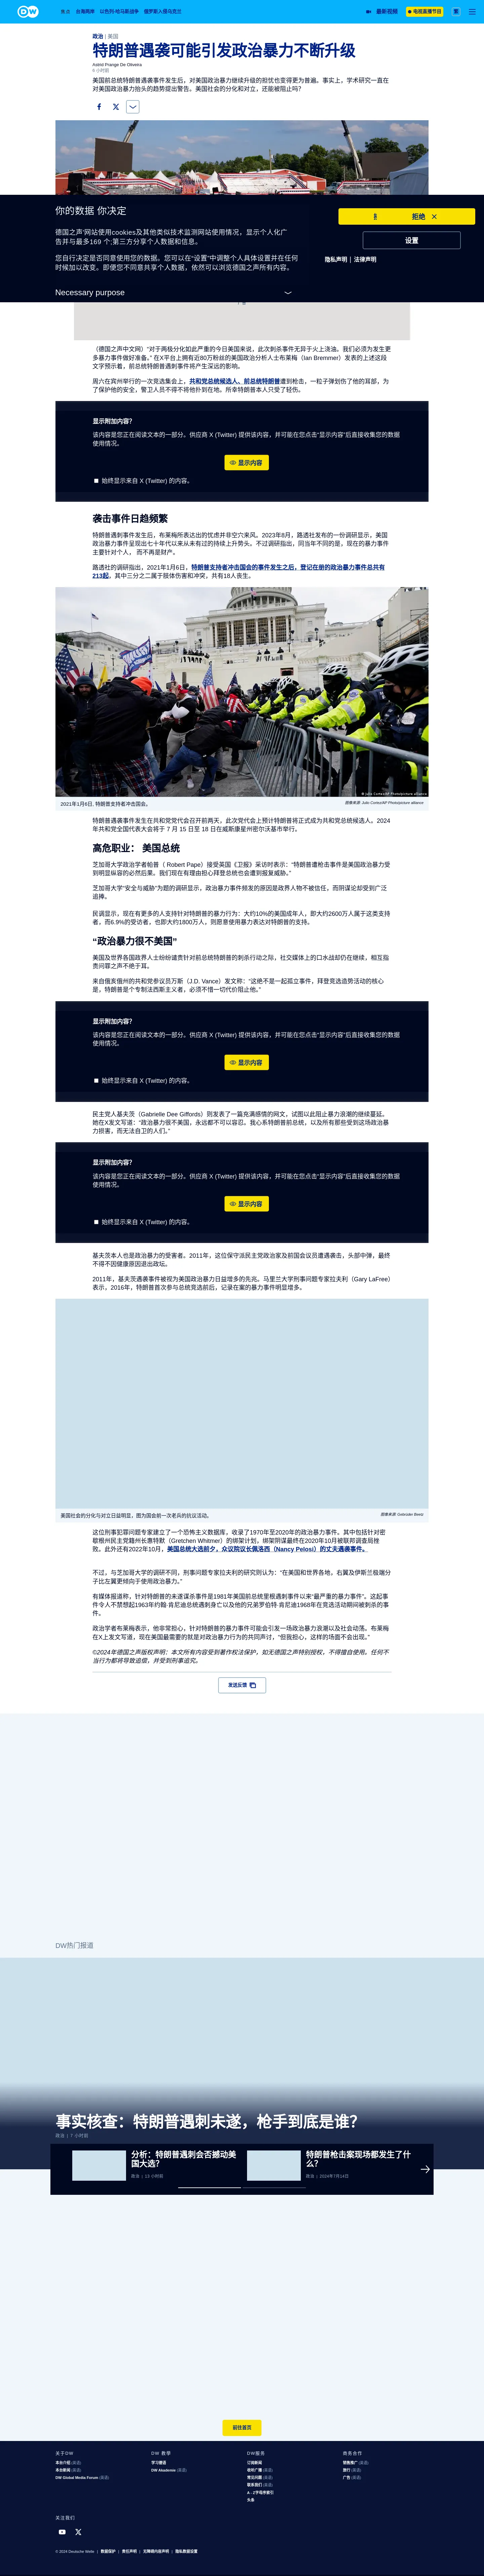 焦点 台海两岸 以色列-哈马斯战争 俄罗斯入侵乌克兰
最新视频
电视直播节目
繁
政治 | 美国
特朗普遇袭可能引发政治暴力不断升级
Astrid Prange De Oliveira
6 小时前
美国前总统特朗普遇袭事件发生后，对美国政治暴力继续升级的担忧也变得更为普遍。事实上，学术研究一直在
对美国政治暴力抬头的趋势提出警告。美国社会的分化和对立，还能被阻止吗？
你的数据 你决定
德国之声'网站使用cookies及其他类似技术监测网站使用情况，显示个人化广
告并与最多169 个;第三方分享个人数据和信息。
您自行决定是否同意使用您的数据。您可以在“设置”中调整个人具体设置并在任何
时候加以改变。即便您不同意共享个人数据，依然可以浏览德国之声所有内容。
Necessary purpose
拒绝
设置
隐私声明 | 法律声明
（德国之声中文网）“对于两极分化如此严重的今日美国来说，此次刺杀事件无异于火上浇油。我们必须为发生更
多暴力事件做好准备。” 在X平台上拥有近80万粉丝的美国政治分析人士布莱梅（Ian Bremmer）发表的上述这段
文字预示着，前总统特朗普遇刺事件将产生深远的影响。
周六在宾州举行的一次党选集会上，共和党总统候选人、前总统特朗普遭到枪击，一粒子弹划伤了他的耳部，为
了保护他的安全，警卫人员不得不将他扑到在地。所幸特朗普本人只受了轻伤。
显示附加内容？
该内容是您正在阅读文本的一部分。供应商 X (Twitter) 提供该内容，并可能在您点击“显示内容”后直接收集您的数据
使用情况。
显示内容
始终显示来自 X (Twitter) 的内容。
袭击事件日趋频繁
特朗普遇刺事件发生后，布莱梅所表达出的忧虑并非空穴来风。2023年8月，路透社发布的一份调研显示，美国
政治暴力事件呈现出七十年代以来从未有过的持续上升势头。不过调研指出，同当年不同的是，现在的暴力事件
主要针对个人， 而不再是财产。
路透社的调研指出，2021年1月6日，特朗普支持者冲击国会的事件发生之后，登记在册的政治暴力事件总共有
213起。其中三分之二属于肢体伤害和冲突，共有18人丧生。
© Julio Cortez/AP Photo/picture alliance
2021年1月6日, 特朗普支持者冲击国会。
图像来源: Julio Cortez/AP Photo/picture alliance
特朗普遇袭事件发生在共和党党代会召开前两天，此次党代会上预计特朗普将正式成为共和党总统候选人。2024
年共和党全国代表大会将于 7 月 15 日至 18 日在威斯康星州密尔沃基市举行。
高危职业： 美国总统
芝加哥大学政治学者帕普（ Robert Pape）接受英国《卫报》采访时表示：“特朗普遭枪击事件是美国政治暴力受
到明显纵容的必然后果。我们现在有理由担心拜登总统也会遭到报复威胁。”
芝加哥大学“安全与威胁”为题的调研显示，政治暴力事件频发的原因是政界人物不被信任，而阴谋论却受到广泛
追捧。
民调显示，现在有更多的人支持针对特朗普的暴力行为：大约10%的美国成年人，即大约2600万人属于这类支持
者，而6.9%的受访者，也即大约1800万人，则愿意使用暴力表达对特朗普的支持。
“政治暴力很不美国”
美国及世界各国政界人士纷纷谴责针对前总统特朗普的刺杀行动之际，社交媒体上的口水战却仍在继续，相互指
责问罪之声不绝于耳。
来自俄亥俄州的共和党参议员万斯（J.D. Vance）发文称：“这绝不是一起孤立事件，拜登竞选造势活动的核心
是，特朗普是个专制法西斯主义者，必须不惜一切代价阻止他。”
显示附加内容？
该内容是您正在阅读文本的一部分。供应商 X (Twitter) 提供该内容，并可能在您点击“显示内容”后直接收集您的数据
使用情况。
显示内容
始终显示来自 X (Twitter) 的内容。
民主党人基夫茨（Gabrielle Dee Giffords）则发表了一篇充满感情的网文，试图以此阻止暴力浪潮的继续蔓延。
她在X发文写道：“政治暴力很不美国，永远都不可以容忍。我心系特朗普前总统，以及所有那些受到这场政治暴
力损害，而无法自卫的人们。”
显示附加内容？
该内容是您正在阅读文本的一部分。供应商 X (Twitter) 提供该内容，并可能在您点击“显示内容”后直接收集您的数据
使用情况。
显示内容
始终显示来自 X (Twitter) 的内容。
基夫茨本人也是政治暴力的受害者。2011年，这位保守派民主党政治家及前国会议员遭遇袭击，头部中弹，最终
不得不因健康原因退出政坛。
2011年，基夫茨遇袭事件被视为美国政治暴力日益增多的先兆。马里兰大学刑事问题专家拉夫利（Gary LaFree）
表示，2016年，特朗普首次参与总统竞选前后，记录在案的暴力事件明显增多。
美国社会的分化与对立日益明显，图为国会前一次老兵的抗议活动。
图像来源: Gebrüder Beetz
这位刑事犯罪问题专家建立了一个恐怖主义数据库，收录了1970年至2020年的政治暴力事件。其中包括针对密
歇根州民主党籍州长惠特默（Gretchen Whitmer）的绑架计划，绑架阴谋最终在2020年10月被联邦调查局挫
败。此外还有2022年10月，美国总统大选前夕，众议院议长佩洛西（Nancy Pelosi）的丈夫遇袭事件。
不过，与芝加哥大学的调研不同，刑事问题专家拉夫利的研究则认为：“在美国和世界各地，右翼及伊斯兰极端分
子比左翼更倾向于使用政治暴力。”
有媒体报道称，针对特朗普的未遂谋杀事件是1981年美国前总统里根遇刺事件以来“最严重的暴力事件”。这起事
件令人不禁想起1963年约翰·肯尼迪总统遇刺身亡以及他的兄弟罗伯特·肯尼迪1968年在竞选活动期间被刺杀的事
件。
政治学者布莱梅表示，他非常担心，针对特朗普的暴力事件可能会引发一场政治暴力浪潮以及社会动荡。布莱梅
在X上发文写道，现在美国最需要的就是对政治暴力行为的共同声讨，“但我担心，这样的场面不会出现。”
©2024年德国之声版权声明：本文所有内容受到著作权法保护，如无德国之声特别授权，不得擅自使用。任何不
当行为都将导致追偿，并受到刑事追究。
发送反馈
DW热门报道
事实核查：特朗普遇刺未遂，枪手到底是谁？
政治 | 7 小时前
分析：特朗普遇刺会否撼动美
国大选？
政治 | 13 小时前
特朗普枪击案现场都发生了什
么？
政治 | 2024年7月14日
前往首页
关于DW
本台介绍 (英语)
本台新闻 (英语)
DW Global Media Forum (英语)
DW 教学
学习德语
DW Akademie (英语)
DW服务
订阅新闻
收听广播 (英语)
常见问题 (英语)
联系我们 (英语)
A - Z字母序索引
头条
商务合作
销售推广 (英语)
旅行 (英语)
广告 (英语)
关注我们
© 2024 Deutsche Welle | 数据保护 | 责任声明 | 无障碍内容声明 | 隐私数据设置